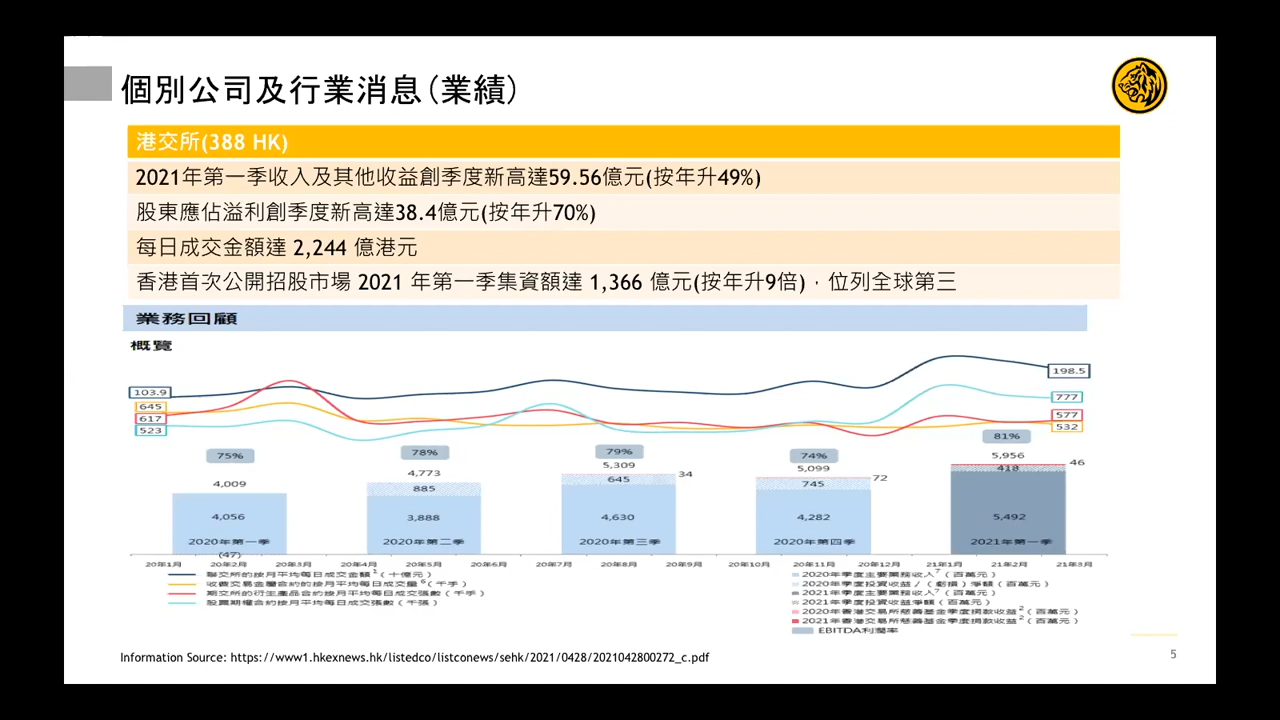 個別公司及行業消息(業績)
港交所(388 HK)
2021年第一季收入及其他收益創季度新高達59.56億元(按年升49%)
股東應佔溢利創季度新高達38.4億元(按年升70%)
每日成交金額達 2,244 億港元
香港首次公開招股市場 2021 年第一季集資額達 1,366 億元(按年升9倍)，位列全球第三
業務回顧
概覽
103.9
645
617
523
198.5
777
577
532
75%
78%
79%
74%
81%
4,009
4,773
5,309
5,099
5,956
885
645
34
745
72
418
46
4,056
3,888
4,630
4,282
5,492
2020年第一季
2020年第二季
2020年第三季
2020年第四季
2021年第一季
(47)
20年1月
20年2月
20年3月
20年4月
20年5月
20年6月
20年7月
20年8月
20年9月
20年10月
20年11月
20年12月
21年1月
21年2月
21年3月
聯交所的按月平均每日成交金額³（十億元）
收費交易金屬合約的按月平均每日成交量⁶（千手）
期交所的衍生產品合約按月平均每日成交張數（千手）
股票期權合約按月平均每日成交張數（千張）
2020年季度主要業務收入⁷（百萬元）
2020年季度投資收益／（虧損）淨額（百萬元）
2021年季度主要業務收入⁷（百萬元）
2021年季度投資收益淨額（百萬元）
2020年香港交易所慈善基金季度捐款收益²（百萬元）
2021年香港交易所慈善基金季度捐款收益²（百萬元）
EBITDA利潤率
Information Source: https://www1.hkexnews.hk/listedco/listconews/sehk/2021/0428/2021042800272_c.pdf
5